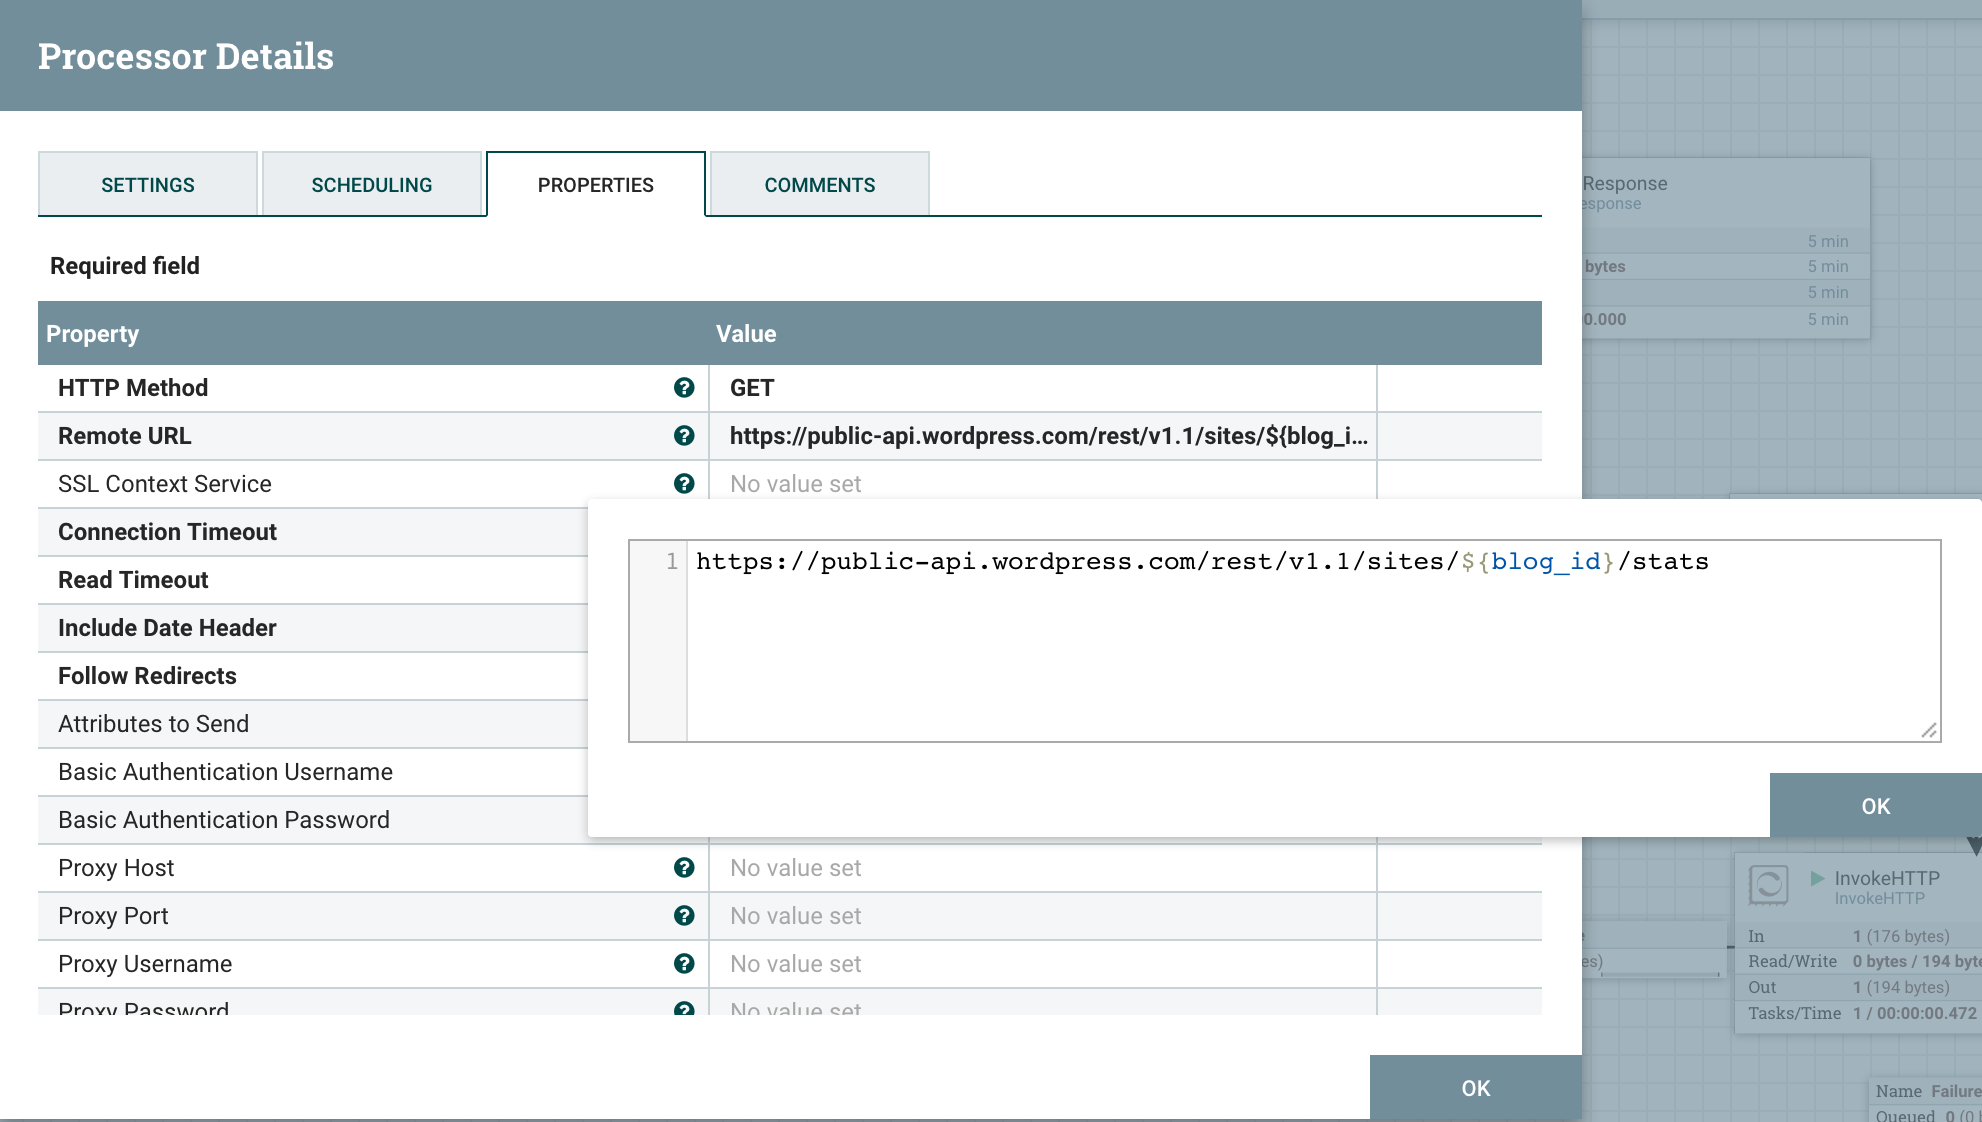 Processor Details
SETTINGS
SCHEDULING
PROPERTIES
COMMENTS
Required field
Property
Value
HTTP Method
GET
Remote URL
https://public-api.wordpress.com/rest/v1.1/sites/${blog_i...
SSL Context Service
No value set
Connection Timeout
Read Timeout
Include Date Header
Follow Redirects
Attributes to Send
Basic Authentication Username
Basic Authentication Password
Proxy Host
No value set
Proxy Port
No value set
Proxy Username
No value set
Proxy Password
No value set
OK
1
https://public-api.wordpress.com/rest/v1.1/sites/${blog_id}/stats
OK
Response
esponse
5 min
bytes 5 min
5 min
0.000 5 min
InvokeHTTP
InvokeHTTP
In 1 (176 bytes)
Read/Write 0 bytes / 194 byte
Out 1 (194 bytes)
Tasks/Time 1 / 00:00:00.472
es)
Name Failure
Queued 0 (0 b